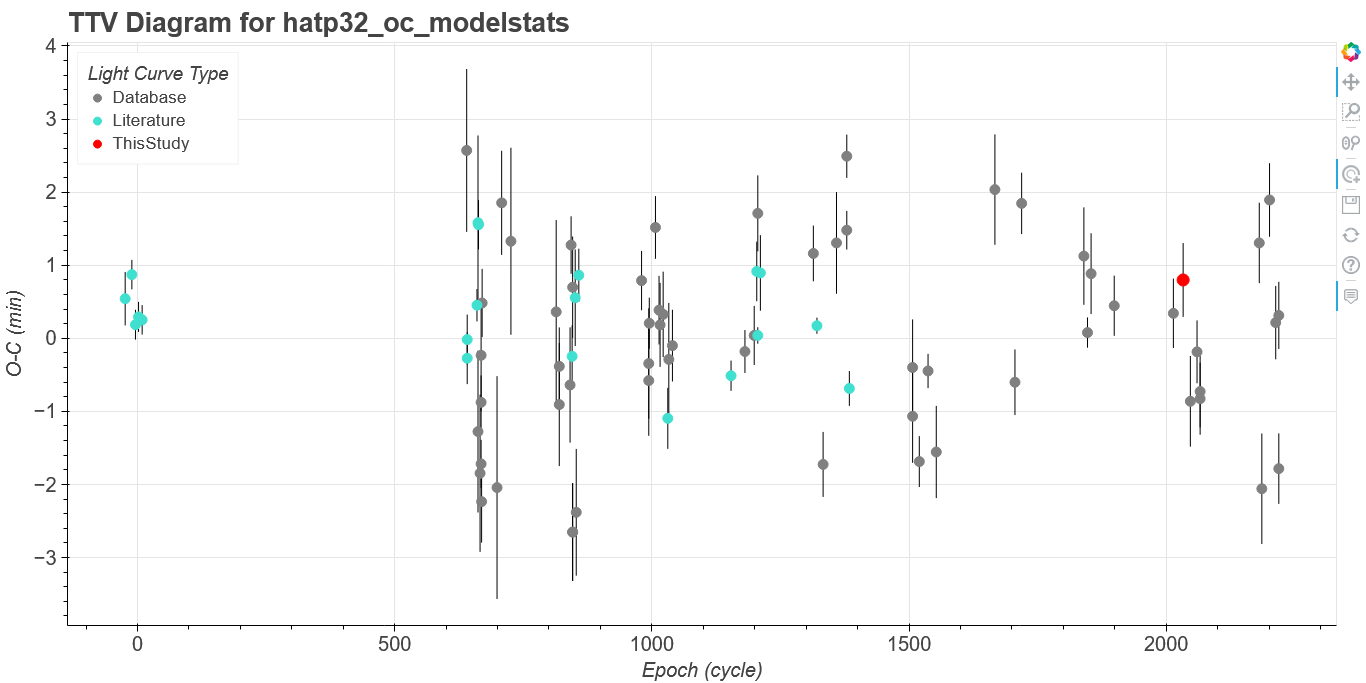 TTV Diagram for hatp32_oc_modelstats
Light Curve Type
Database
Literature
ThisStudy
O-C (min)
4
3
2
1
0
−1
−2
−3
0
500
1000
1500
2000
Epoch (cycle)